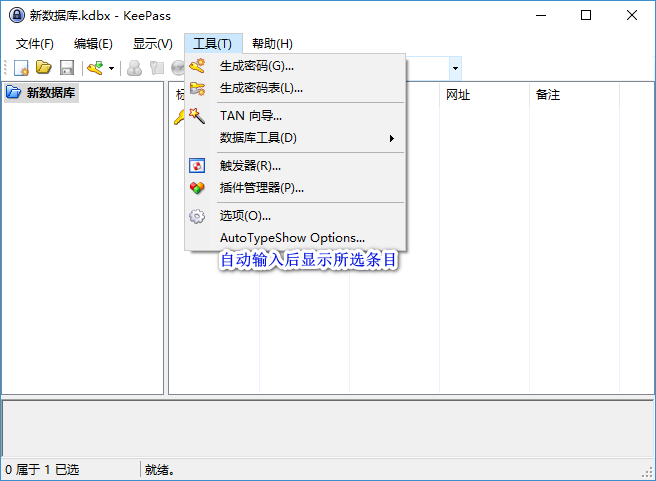 新数据库.kdbx - KeePass
文件(F) 编辑(E) 显示(V) 工具(T) 帮助(H)
生成密码(G)...
生成密码表(L)...
TAN 向导...
数据库工具(D)
触发器(R)...
插件管理器(P)...
选项(O)...
AutoTypeShow Options...
自动输入后显示所选条目
新数据库
网址 备注
0 属于 1 已选 就绪。